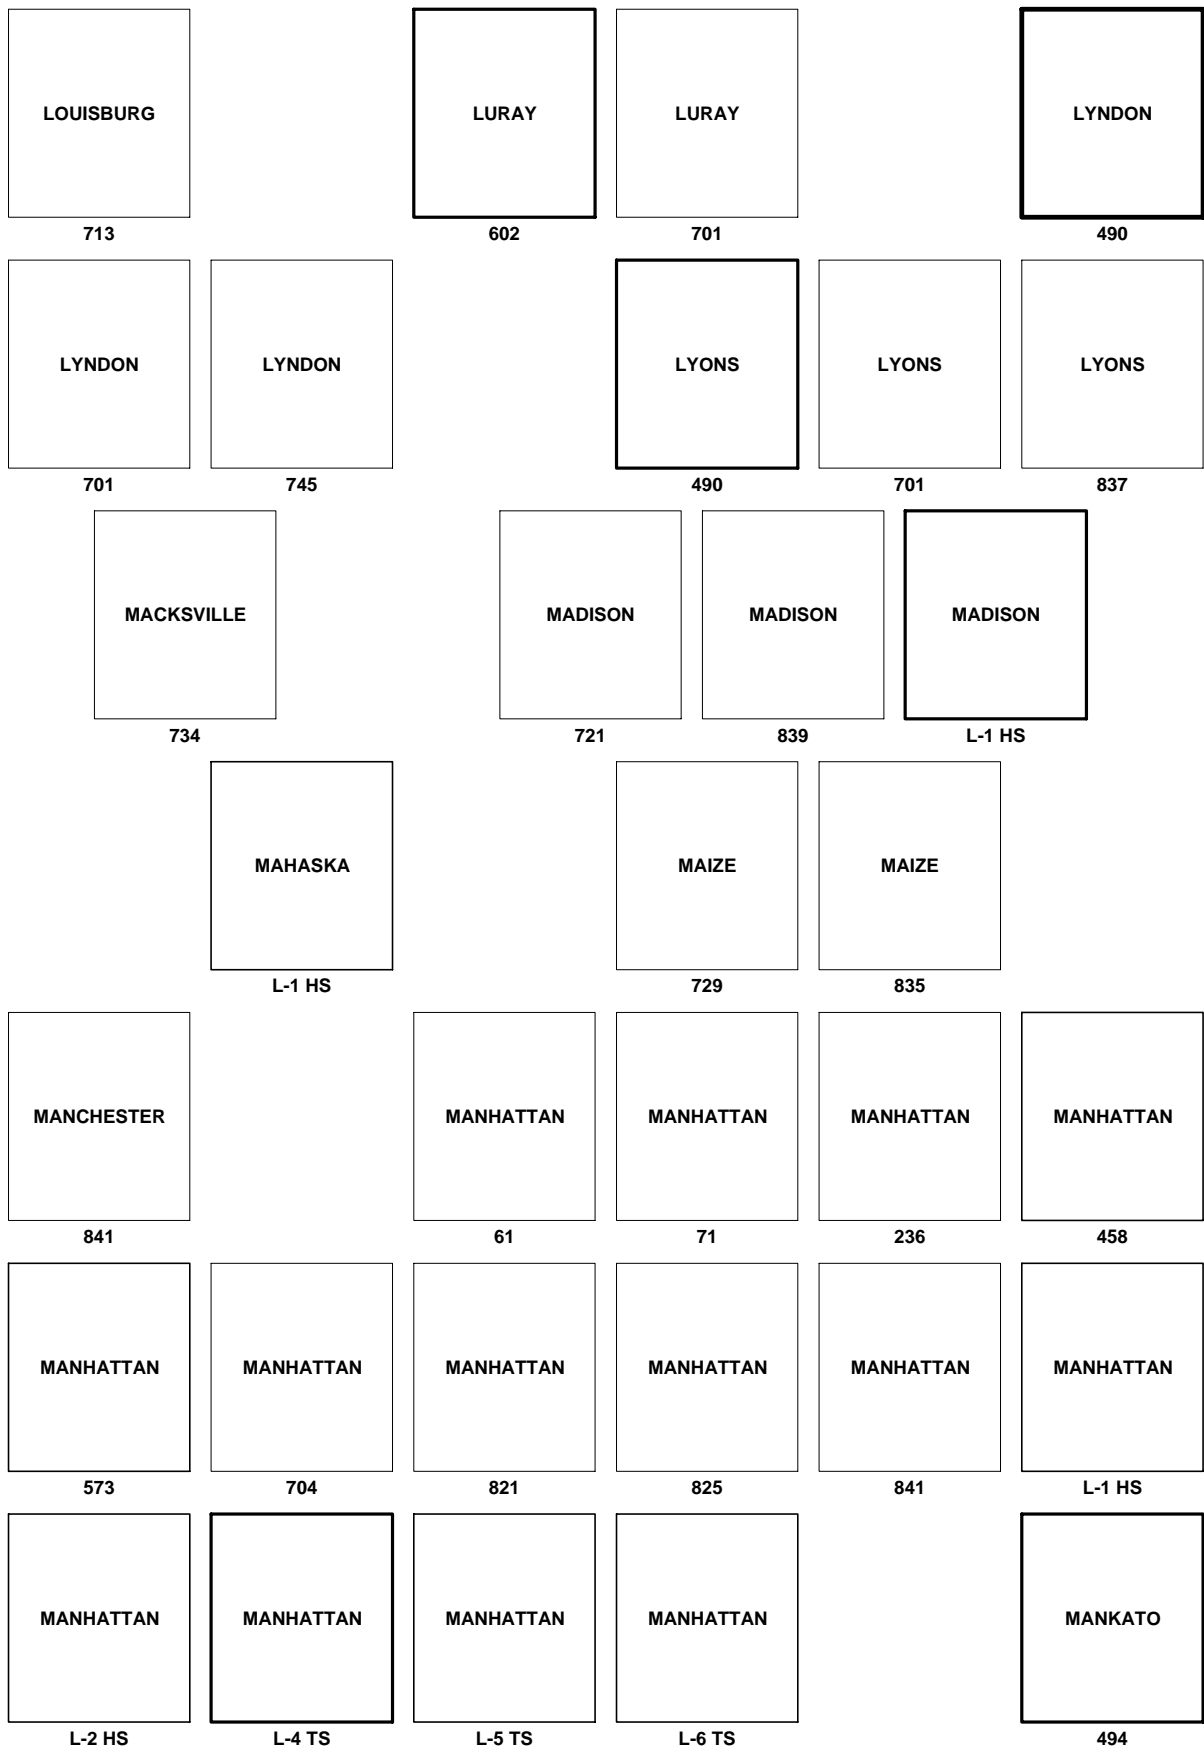 LOUISBURG LURAY LURAY LYNDON
713 602 701 490
LYNDON LYNDON LYONS LYONS LYONS
701 745 490 701 837
MACKSVILLE MADISON MADISON MADISON
734 721 839 L-1 HS
MAHASKA MAIZE MAIZE
L-1 HS 729 835
MANCHESTER MANHATTAN MANHATTAN MANHATTAN MANHATTAN
841 61 71 236 458
MANHATTAN MANHATTAN MANHATTAN MANHATTAN MANHATTAN MANHATTAN
573 704 821 825 841 L-1 HS
MANHATTAN MANHATTAN MANHATTAN MANHATTAN MANKATO
L-2 HS L-4 TS L-5 TS L-6 TS 494